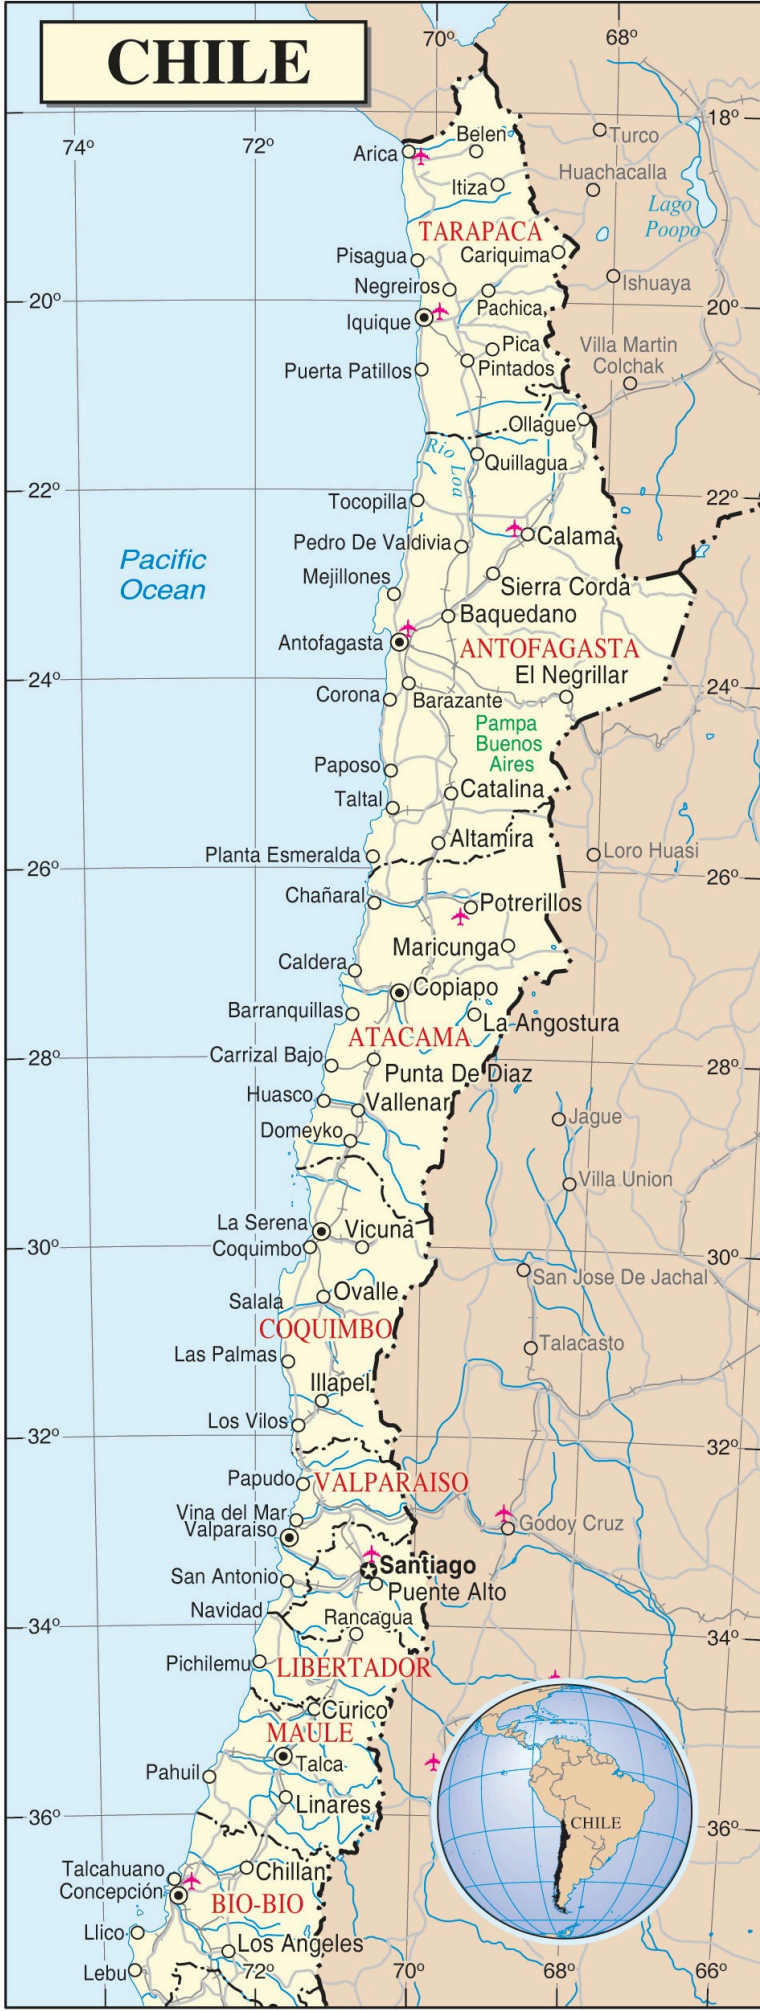 CHILE
70°
68°
18°
74°
72°
Belen
Turco
Arica
Huachacalla
Itiza
Lago
Poopo
TARAPACA
Pisagua
Cariquima
Negreiros
Ishuaya
20°
20°
Pachica
Iquique
Pica
Villa Martin
Colchak
Puerta Patillos
Pintados
Ollague
Rio Loa
Quillagua
22°
22°
Tocopilla
Calama
Pedro De Valdivia
Pacific
Ocean
Mejillones
Sierra Corda
Baquedano
Antofagasta
ANTOFAGASTA
El Negrillar
24°
24°
Corona
Barazante
Pampa
Buenos
Aires
Paposo
Catalina
Taltal
Altamira
Planta Esmeralda
Loro Huasi
26°
26°
Chañaral
Potrerillos
Maricunga
Caldera
Copiapo
Barranquillas
La Angostura
ATACAMA
28°
28°
Carrizal Bajo
Punta De Diaz
Huasco
Vallenar
Jague
Domeyko
Villa Union
La Serena
Vicuna
30°
Coquimbo
30°
San Jose De Jachal
Ovalle
Salala
COQUIMBO
Talacasto
Las Palmas
Illapel
Los Vilos
32°
32°
Papudo
VALPARAISO
Vina del Mar
Valparaiso
Godoy Cruz
Santiago
San Antonio
Puente Alto
Navidad
Rancagua
34°
34°
Pichilemu
LIBERTADOR
Curico
MAULE
Talca
Pahuil
Linares
36°
CHILE
36°
Talcahuano
Chillan
Concepción
BIO-BIO
Llico
Los Angeles
Lebu
72°
70°
68°
66°